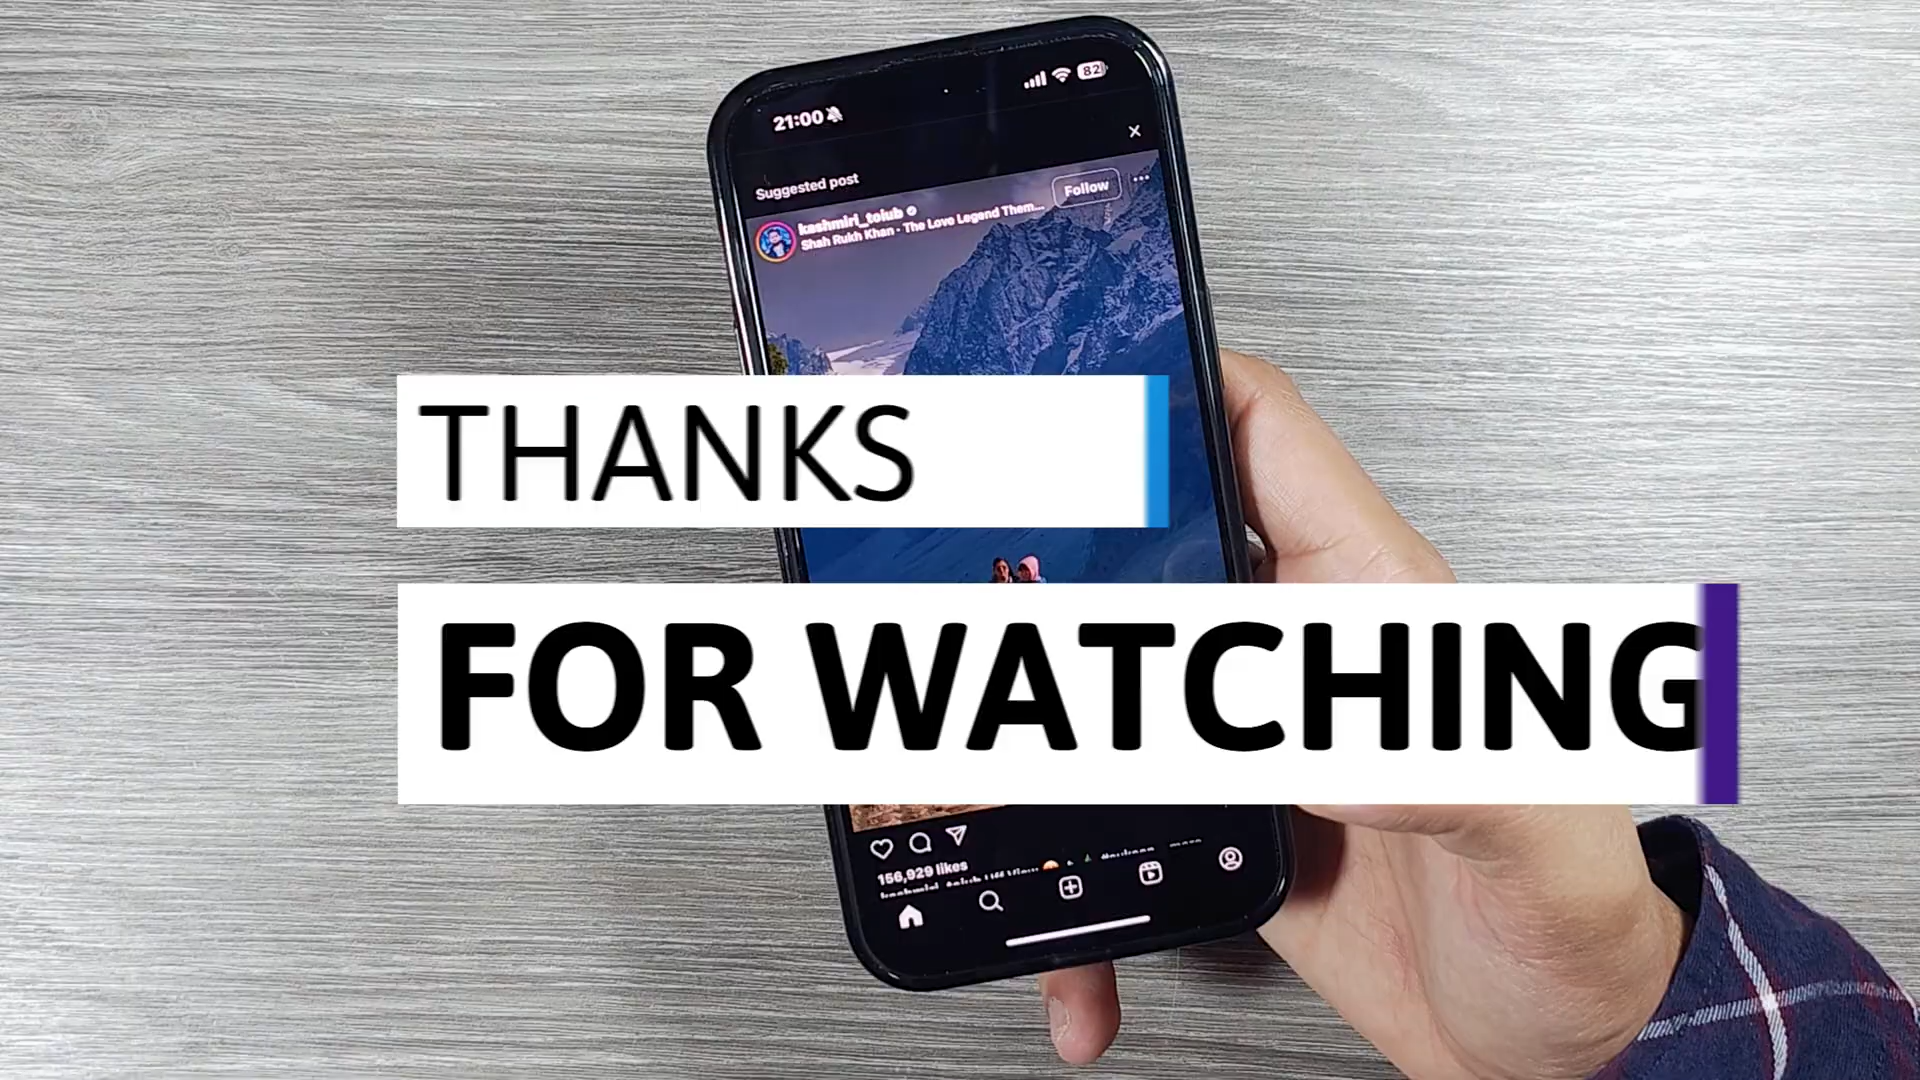 21:00
82
Suggested post
kashmiri_toiub
Follow
Shah Rukh Khan · The Love Legend Them...
THANKS
FOR WATCHING
156,929 likes